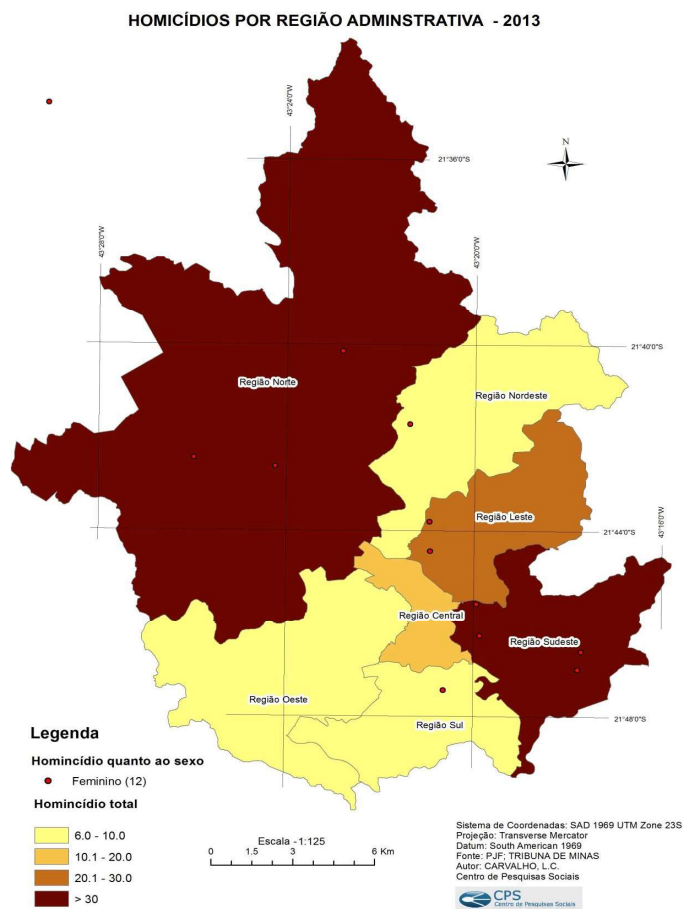 HOMICÍDIOS POR REGIÃO ADMINSTRATIVA - 2013
43°24'0"W
N
21°36'0"S
43°28'0"W
43°20'0"W
21°40'0"S
Região Norte
Região Nordeste
Região Leste
21°44'0"S
43°16'0"W
Região Central
Região Sudeste
Região Oeste
Região Sul
21°48'0"S
Legenda
Homincídio quanto ao sexo
Feminino (12)
Homincídio total
6.0 - 10.0
10.1 - 20.0
20.1 - 30.0
> 30
Escala - 1:125
0 1.5 3 6 Km
Sistema de Coordenadas: SAD 1969 UTM Zone 23S
Projeção: Transverse Mercator
Datum: South American 1969
Fonte: PJF; TRIBUNA DE MINAS
Autor: CARVALHO, L.C.
Centro de Pesquisas Sociais
CPS
Centro de Pesquisas Sociais